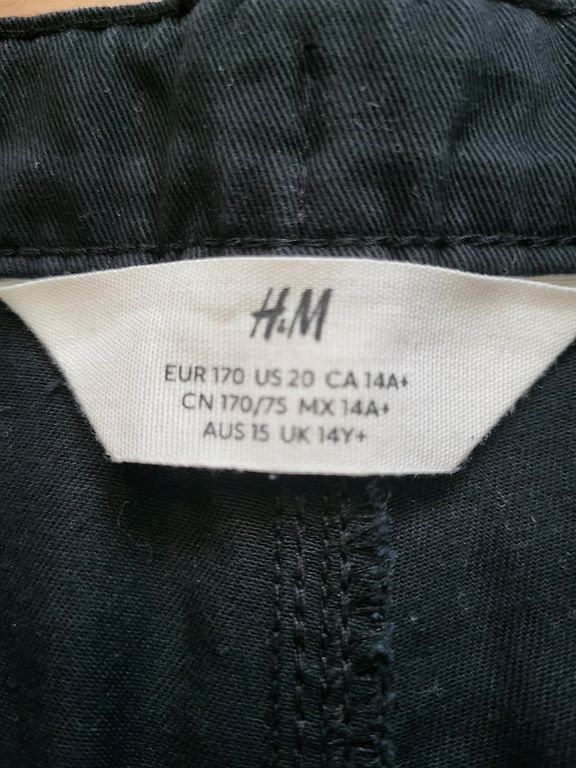 H&M
EUR 170 US 20 CA 14A+
CN 170/75 MX 14A+
AUS 15 UK 14Y+